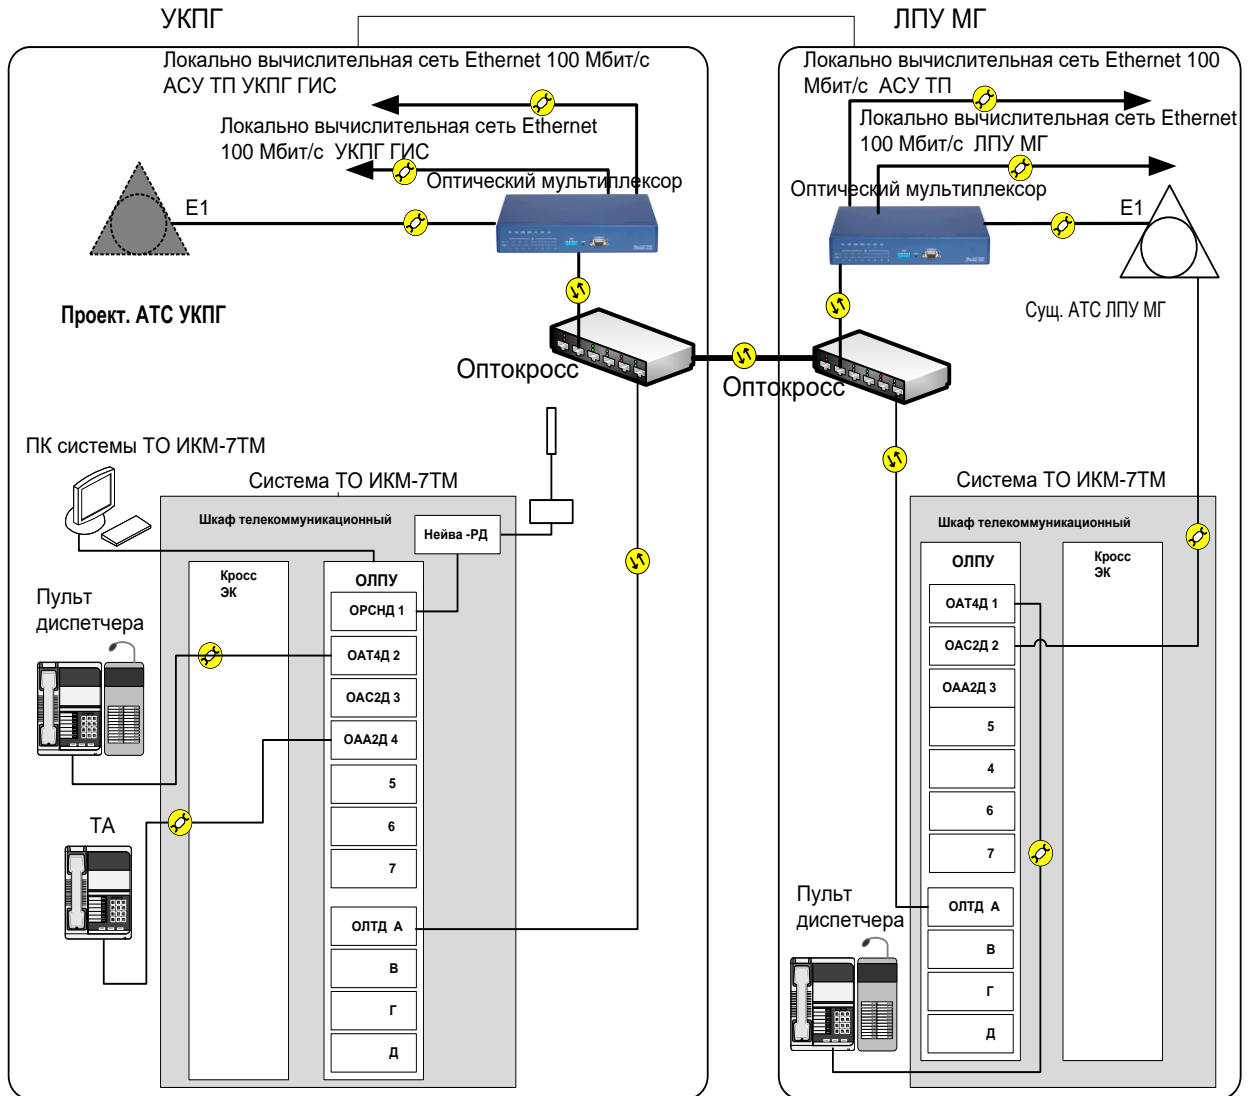 УКПГ
ЛПУ МГ
Локально вычислительная сеть Ethernet 100 Мбит/с
АСУ ТП УКПГ ГИС
Локально вычислительная сеть Ethernet
100 Мбит/с УКПГ ГИС
Оптический мультиплексор
E1
Проект. АТС УКПГ
Оптокросс
Локально вычислительная сеть Ethernet 100
Мбит/с АСУ ТП
Локально вычислительная сеть Ethernet
100 Мбит/с ЛПУ МГ
Оптический мультиплексор
E1
Сущ. АТС ЛПУ МГ
Оптокросс
ПК системы ТО ИКМ-7ТМ
Система ТО ИКМ-7ТМ
Шкаф телекоммуникационный
Нейва -РД
Кросс
ЭК
ОЛПУ
ОРСНД 1
ОАТ4Д 2
ОАС2Д 3
ОАА2Д 4
5
6
7
ОЛТД А
В
Г
Д
Пульт
диспетчера
ТА
Система ТО ИКМ-7ТМ
Шкаф телекоммуникационный
ОЛПУ
Кросс
ЭК
ОАТ4Д 1
ОАС2Д 2
ОАА2Д 3
5
4
6
7
ОЛТД А
В
Г
Д
Пульт
диспетчера